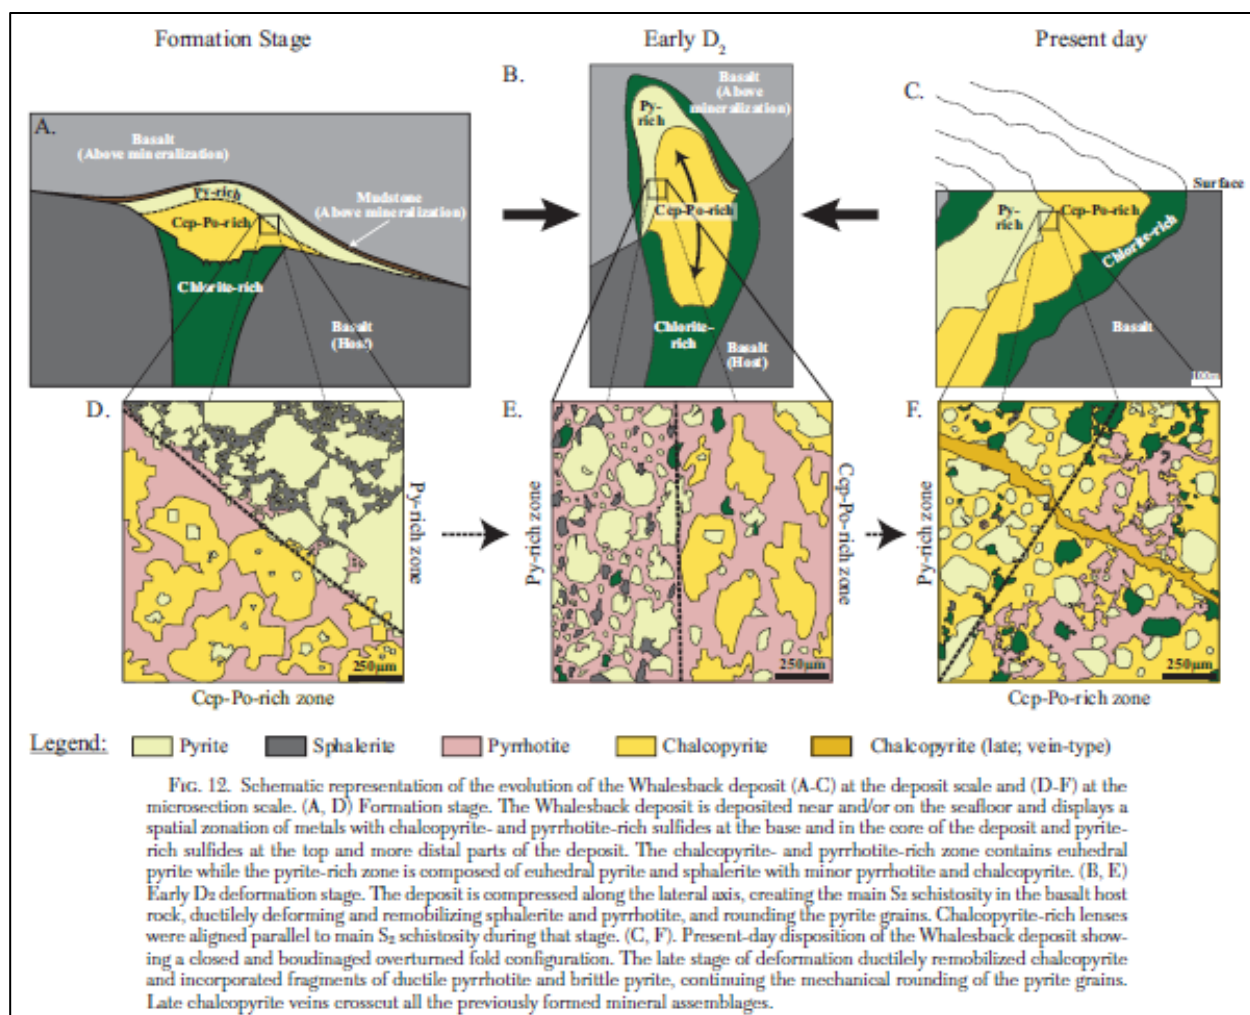 Formation Stage
Early D2
Present day
A.
Basalt
(Above mineralization)
Py-rich
Ccp-Po-rich
Mudstone
(Above mineralization)
Chlorite-rich
Basalt
(Host)
B.
Basalt
(Above
mineralization)
Py-
rich
Ccp-Po-rich
Chlorite-
rich
Basalt
(Host)
C.
Surface
Py-
rich
Ccp-Po-rich
Chlorite-rich
Basalt
100m
D.
Py-rich zone
250µm
Ccp-Po-rich zone
E.
Py-rich zone
Ccp-Po-rich zone
250µm
F.
Py-rich zone
250µm
Ccp-Po-rich zone
Legend:
Pyrite
Sphalerite
Pyrrhotite
Chalcopyrite
Chalcopyrite (late; vein-type)
FIG. 12. Schematic representation of the evolution of the Whalesback deposit (A-C) at the deposit scale and (D-F) at the
microsection scale. (A, D) Formation stage. The Whalesback deposit is deposited near and/or on the seafloor and displays a
spatial zonation of metals with chalcopyrite- and pyrrhotite-rich sulfides at the base and in the core of the deposit and pyrite-
rich sulfides at the top and more distal parts of the deposit. The chalcopyrite- and pyrrhotite-rich zone contains euhedral
pyrite while the pyrite-rich zone is composed of euhedral pyrite and sphalerite with minor pyrrhotite and chalcopyrite. (B, E)
Early D2 deformation stage. The deposit is compressed along the lateral axis, creating the main S2 schistosity in the basalt host
rock, ductilely deforming and remobilizing sphalerite and pyrrhotite, and rounding the pyrite grains. Chalcopyrite-rich lenses
were aligned parallel to main S2 schistosity during that stage. (C, F). Present-day disposition of the Whalesback deposit show-
ing a closed and boudinaged overturned fold configuration. The late stage of deformation ductilely remobilized chalcopyrite
and incorporated fragments of ductile pyrrhotite and brittle pyrite, continuing the mechanical rounding of the pyrite grains.
Late chalcopyrite veins crosscut all the previously formed mineral assemblages.